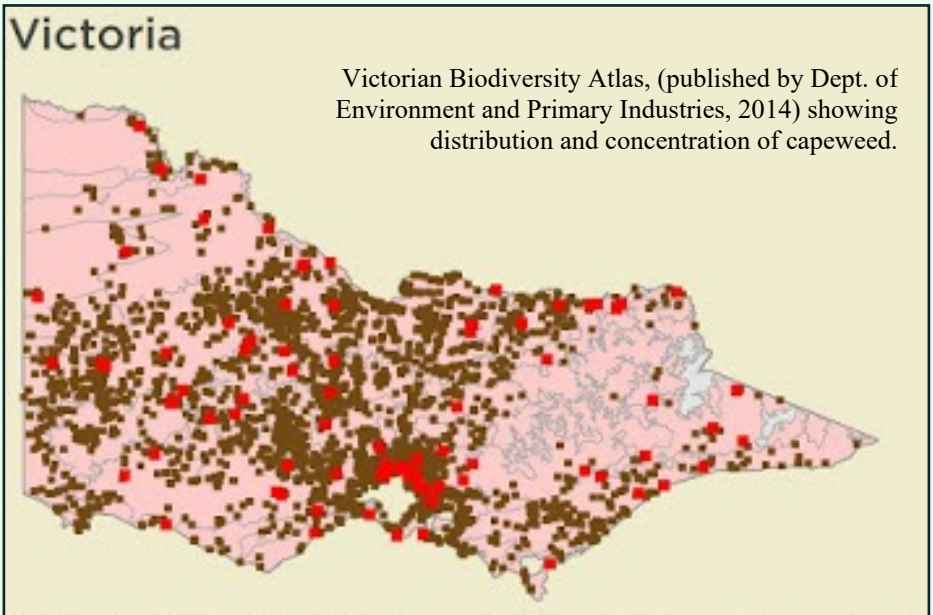 Victoria
Victorian Biodiversity Atlas, (published by Dept. of
Environment and Primary Industries, 2014) showing
distribution and concentration of capeweed.